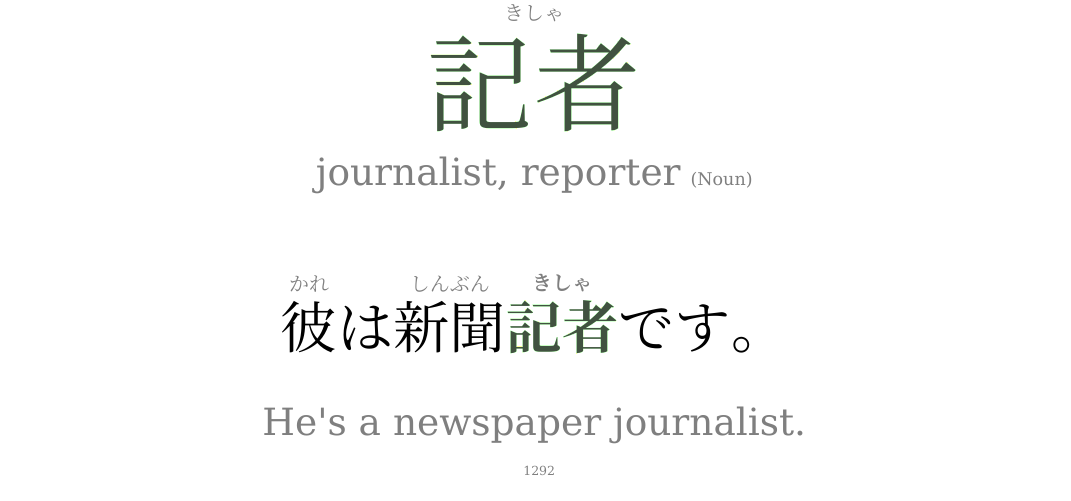 きしゃ
記者
journalist, reporter (Noun)
かれ しんぶん きしゃ
彼は新聞記者です。
He's a newspaper journalist.
1292